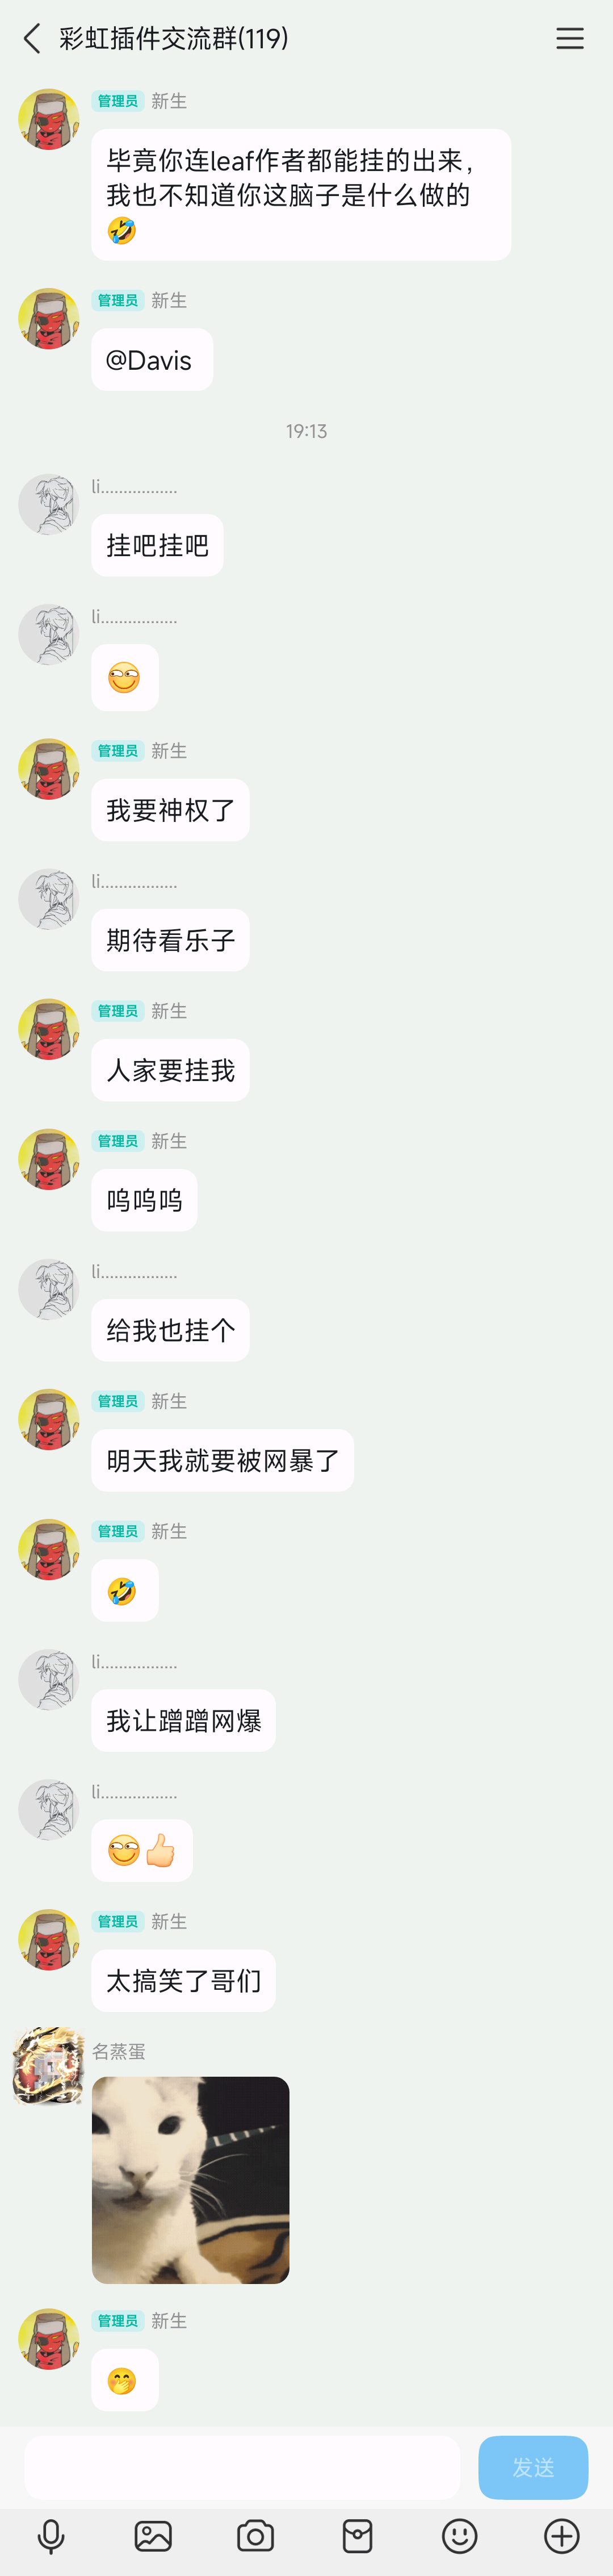 彩虹插件交流群(119)
管理员 新生
毕竟你连leaf作者都能挂的出来，
我也不知道你这脑子是什么做的
🤣
管理员 新生
@Davis
19:13
li................
挂吧挂吧
li................
管理员 新生
我要神权了
li................
期待看乐子
管理员 新生
人家要挂我
管理员 新生
呜呜呜
li................
给我也挂个
管理员 新生
明天我就要被网暴了
管理员 新生
🤣
li................
我让蹭蹭网爆
li................
管理员 新生
太搞笑了哥们
名蒸蛋
管理员 新生
🤭
发送